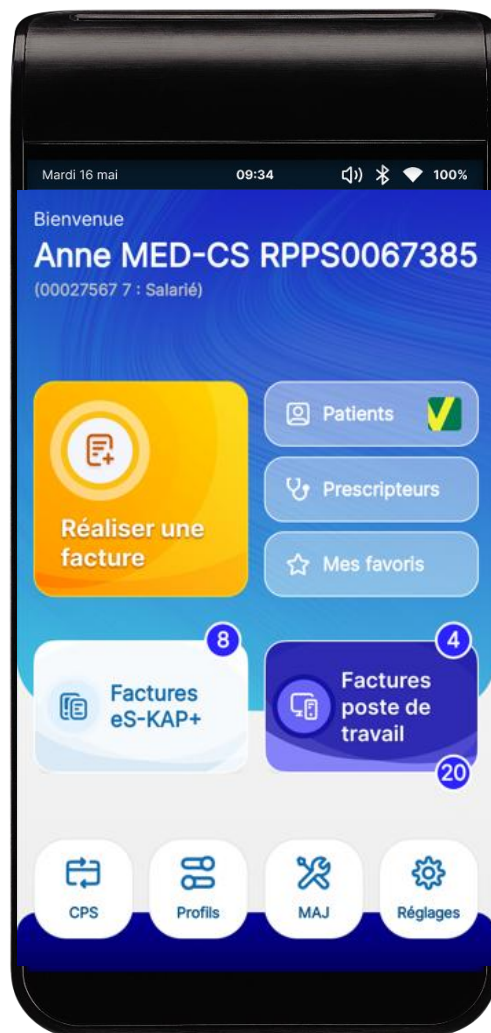 Mardi 16 mai 09:34 100%
Bienvenue
Anne MED-CS RPPS0067385
(00027567 7 : Salarié)
Réaliser une
facture
Patients
Prescripteurs
Mes favoris
8
Factures
eS-KAP+
4
Factures
poste de
travail
20
CPS
Profils
MAJ
Réglages